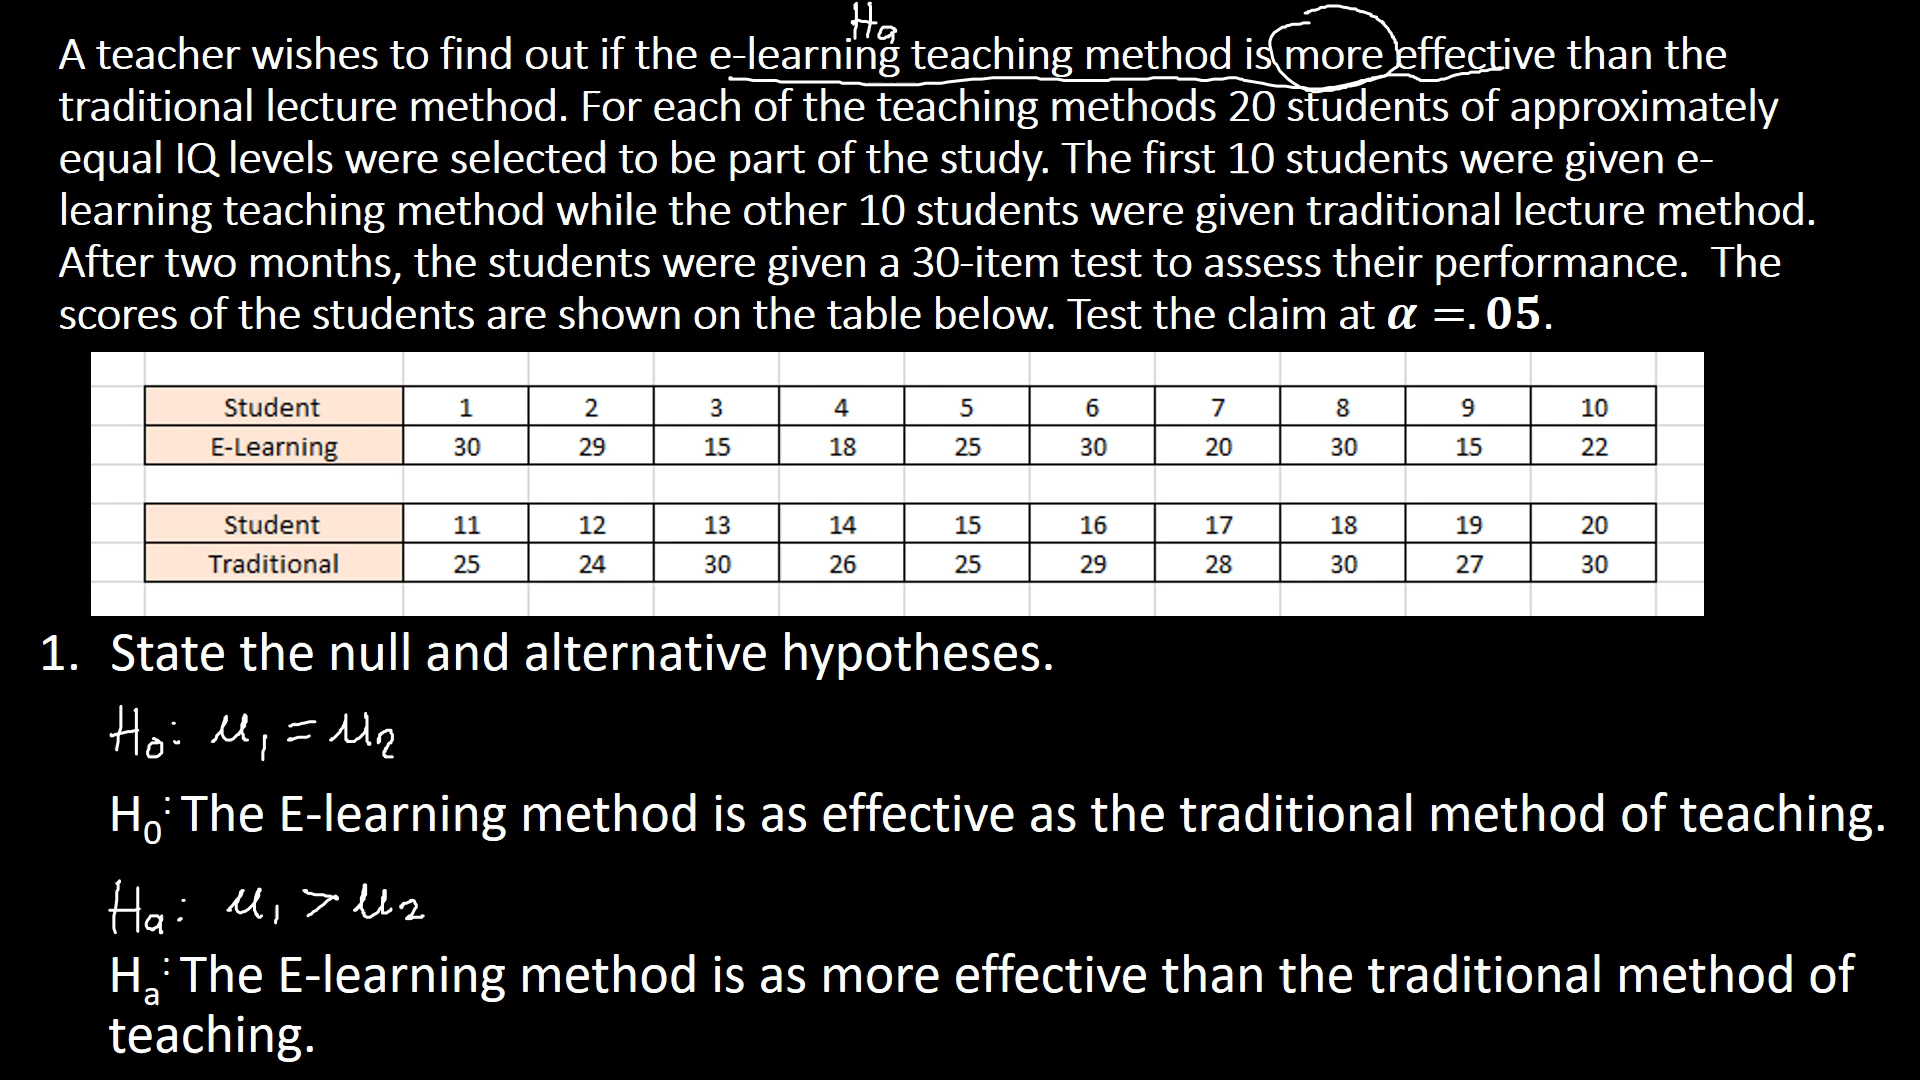 Ha
A teacher wishes to find out if the e-learning teaching method is more effective than the
traditional lecture method. For each of the teaching methods 20 students of approximately
equal IQ levels were selected to be part of the study. The first 10 students were given e-
learning teaching method while the other 10 students were given traditional lecture method.
After two months, the students were given a 30-item test to assess their performance.  The
scores of the students are shown on the table below. Test the claim at α =. 05.
Student 1 2 3 4 5 6 7 8 9 10
E-Learning 30 29 15 18 25 30 20 30 15 22
Student 11 12 13 14 15 16 17 18 19 20
Traditional 25 24 30 26 25 29 28 30 27 30
1. State the null and alternative hypotheses.
H₀: μ₁ = μ₂
H₀: The E-learning method is as effective as the traditional method of teaching.
Ha: μ₁ > μ₂
Ha: The E-learning method is as more effective than the traditional method of
teaching.